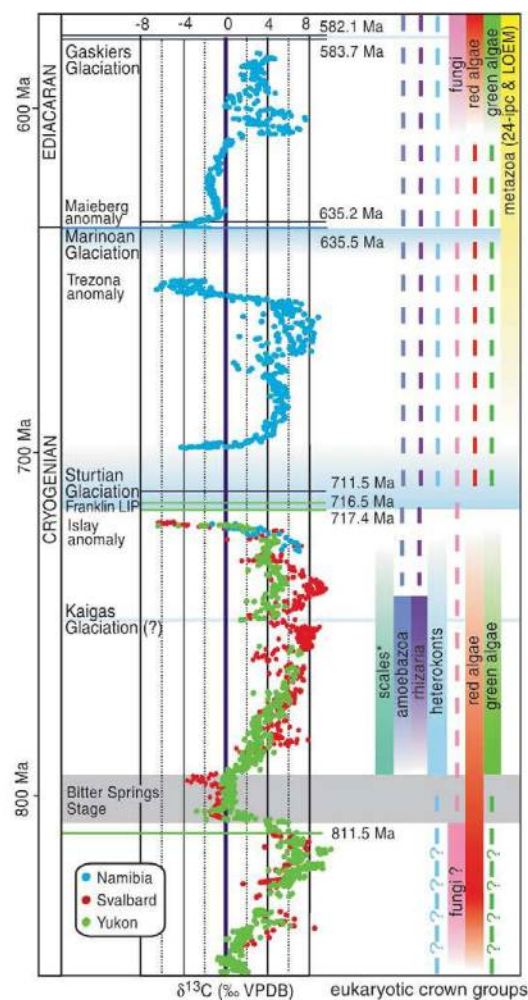 -8 -4 0 4 8
582.1 Ma
Gaskiers
Glaciation
583.7 Ma
600 Ma
EDIACARAN
Maieberg
anomaly
635.2 Ma
Marinoan
Glaciation
635.5 Ma
Trezona
anomaly
700 Ma
CRYOGENIAN
Sturtian
Glaciation
711.5 Ma
Franklin LIP
716.5 Ma
717.4 Ma
Islay
anomaly
Kaigas
Glaciation (?)
800 Ma
Bitter Springs
Stage
811.5 Ma
Namibia
Svalbard
Yukon
δ13C (‰ VPDB)
fungi
red algae
green algae
metazoa (24-ipc & LOEM)
scales*
amoebazoa
rhizaria
heterokonts
red algae
green algae
fungi ?
? ? ? ?
? ? ? ?
eukaryotic crown groups